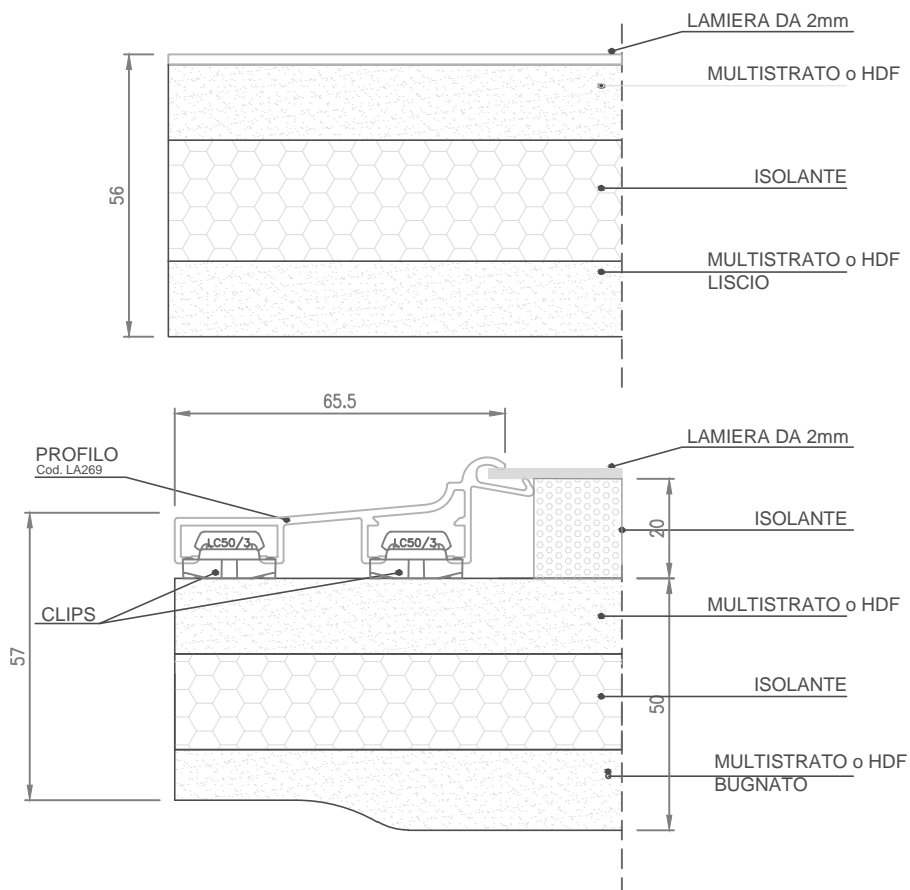 LAMIERA DA 2mm
MULTISTRATO o HDF
ISOLANTE
56
MULTISTRATO o HDF
LISCIO
65.5
LAMIERA DA 2mm
PROFILO
Cod. LA269
ISOLANTE
20
LC50/3
LC50/3
CLIPS
MULTISTRATO o HDF
57
ISOLANTE
50
MULTISTRATO o HDF
BUGNATO